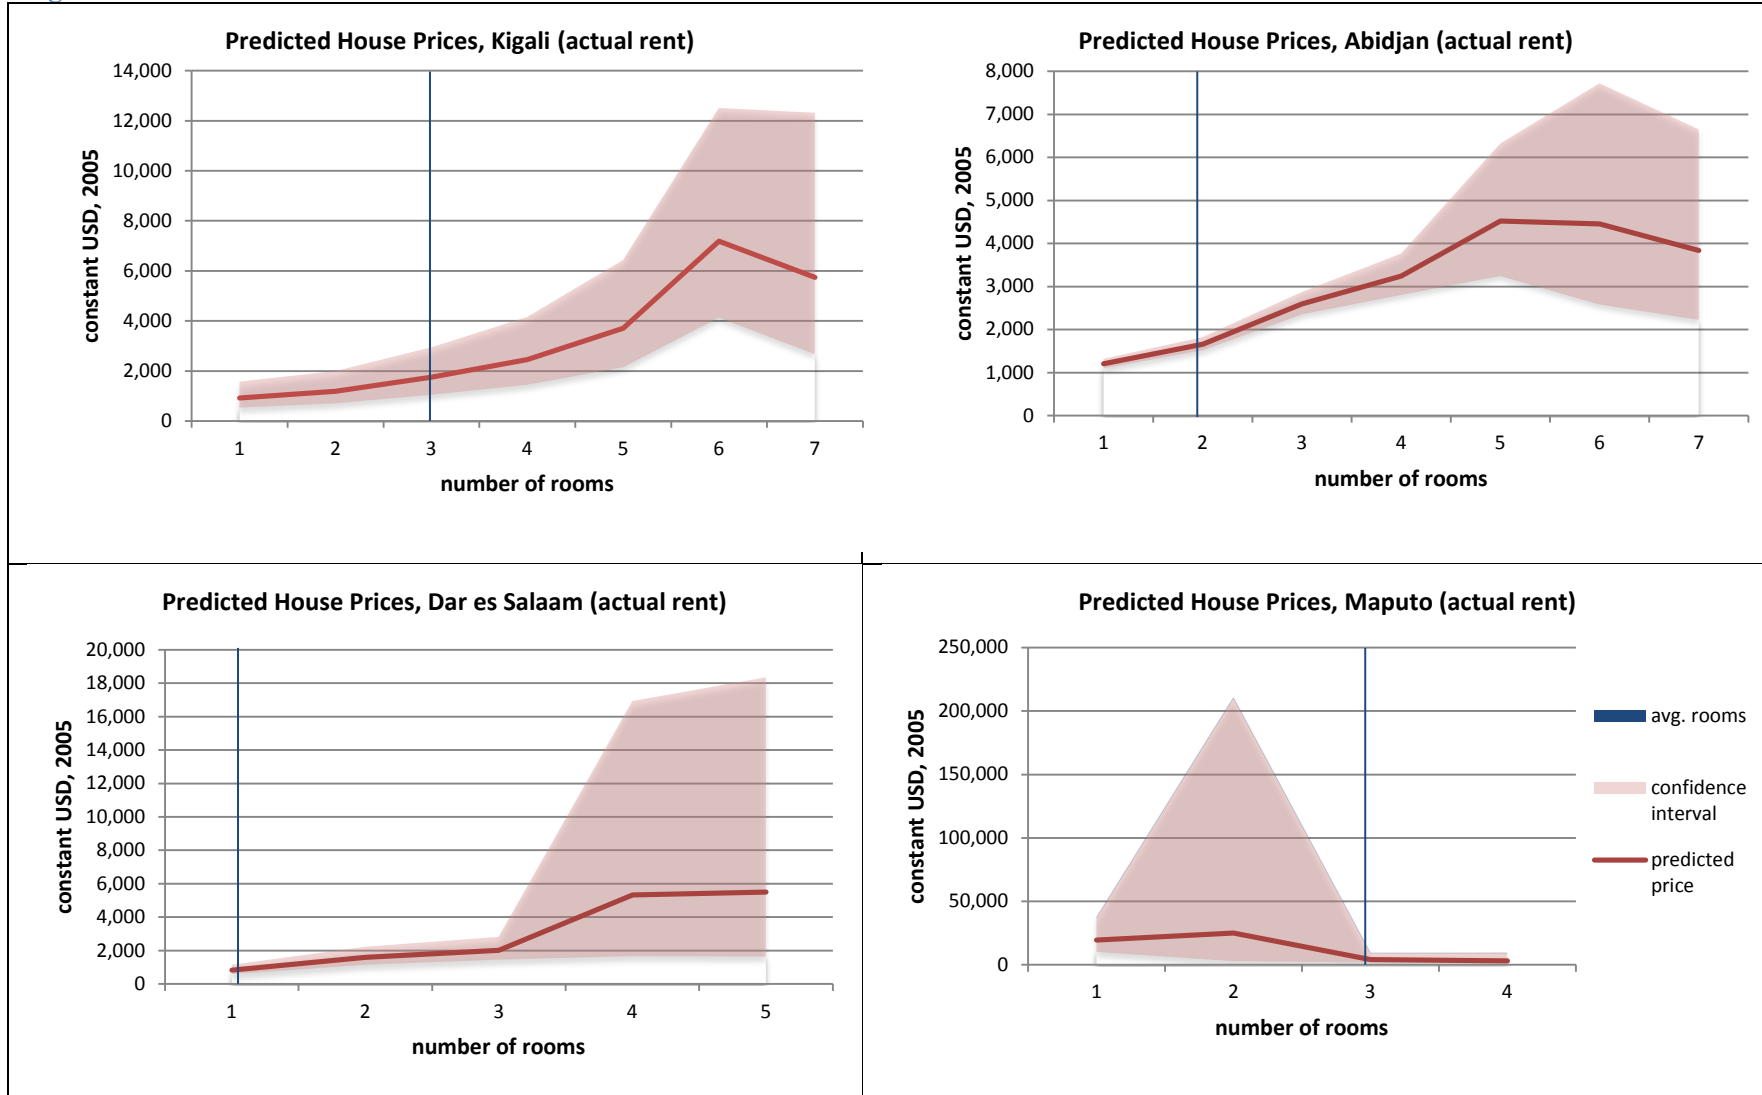 Predicted House Prices, Kigali (actual rent)
14,000
12,000
10,000
8,000
6,000
4,000
2,000
0
constant USD, 2005
1 2 3 4 5 6 7
number of rooms
Predicted House Prices, Abidjan (actual rent)
8,000
7,000
6,000
5,000
4,000
3,000
2,000
1,000
0
constant USD, 2005
1 2 3 4 5 6 7
number of rooms
Predicted House Prices, Dar es Salaam (actual rent)
20,000
18,000
16,000
14,000
12,000
10,000
8,000
6,000
4,000
2,000
0
constant USD, 2005
1 2 3 4 5
number of rooms
Predicted House Prices, Maputo (actual rent)
250,000
200,000
150,000
100,000
50,000
0
constant USD, 2005
1 2 3 4
number of rooms
avg. rooms
confidence
interval
predicted
price